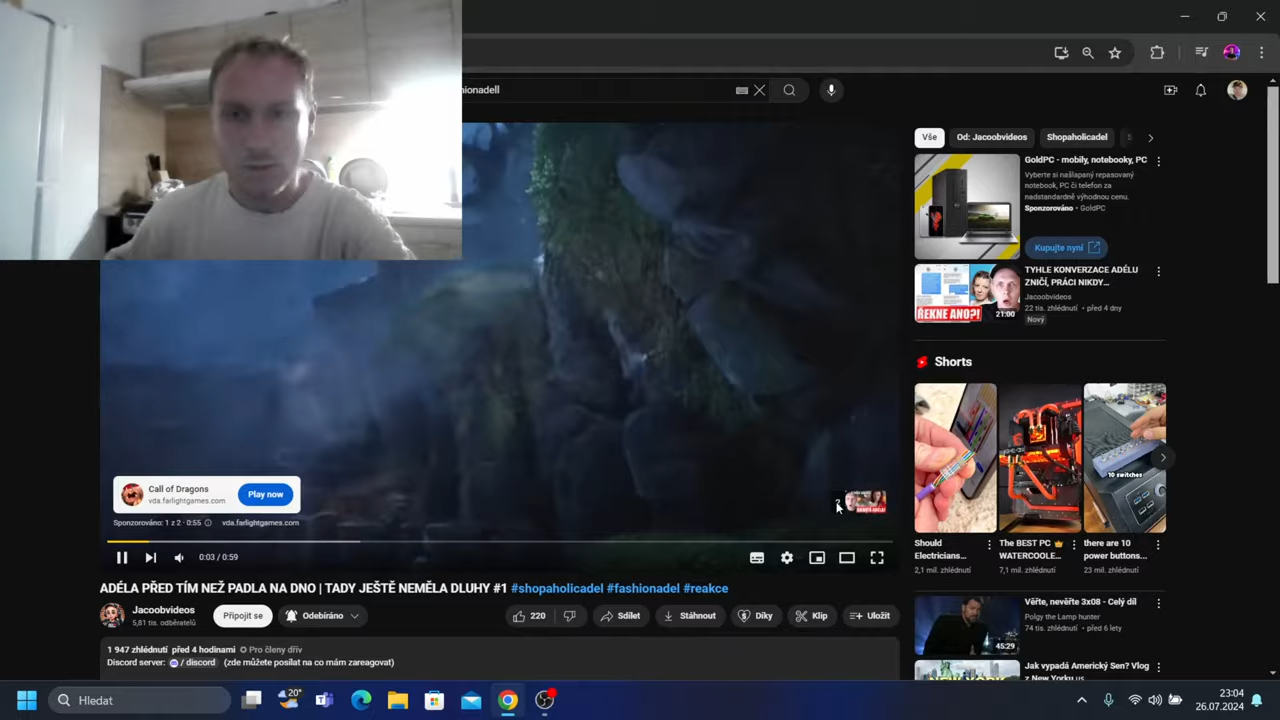 hionadell
Vše
Od: Jacoobvideos
Shopaholicadel
GoldPC - mobily, notebooky, PC
Vyberte si našlapaný repasovaný
notebook, PC či telefon za
nadstandardně výhodnou cenu.
Sponzorováno • GoldPC
Kupujte nyní
ŘEKNE ANO?!
21:00
TYHLE KONVERZACE ADÉLU
ZNIČÍ, PRÁCI NIKDY...
Jacoobvideos
22 tis. zhlédnutí • před 4 dny
Nový
Shorts
10 switches
Should
Electricians...
2,1 mil. zhlédnutí
The BEST PC 👑
WATERCOOLE...
7,1 mil. zhlédnutí
there are 10
power buttons...
23 mil. zhlédnutí
45:29
Věřte, nevěřte 3x08 - Celý díl
Polgy the Lamp hunter
74 tis. zhlédnutí • před 6 lety
NEW YORK
Jak vypadá Americký Sen? Vlog
z New Yorku us
Call of Dragons
vda.farlightgames.com
Play now
Sponzorováno: 1 z 2 · 0:55
vda.farlightgames.com
2
0:03 / 0:59
ADÉLA PŘED TÍM NEŽ PADLA NA DNO | TADY JEŠTĚ NEMĚLA DLUHY #1 #shopaholicadel #fashionadel #reakce
Jacoobvideos
5,81 tis. odběratelů
Připojit se
Odebíráno
220
Sdílet
Stáhnout
Díky
Klip
Uložit
1 947 zhlédnutí před 4 hodinami Pro členy dřív
Discord server: / discord (zde můžete posílat na co mám zareagovat)
Hledat
20°
23:04
26.07.2024